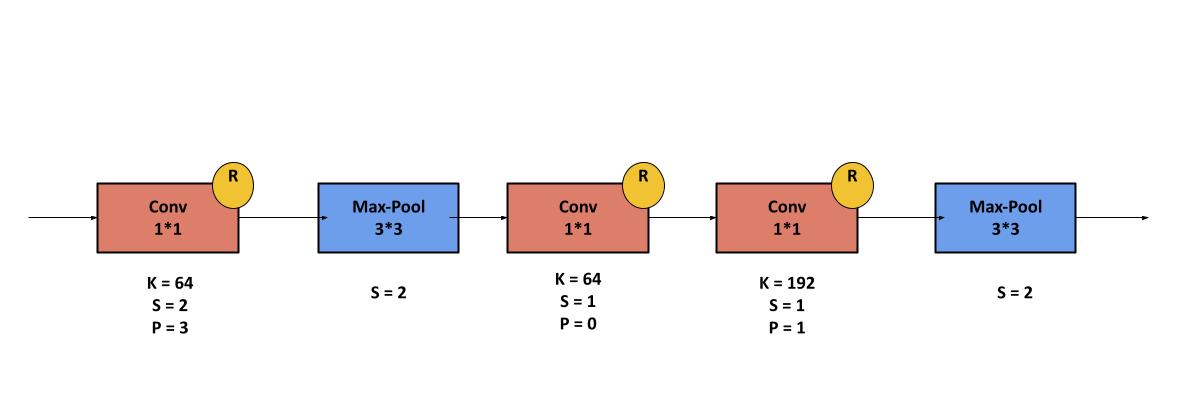 R
Conv
1*1
K = 64
S = 2
P = 3
Max-Pool
3*3
S = 2
R
Conv
1*1
K = 64
S = 1
P = 0
R
Conv
1*1
K = 192
S = 1
P = 1
Max-Pool
3*3
S = 2